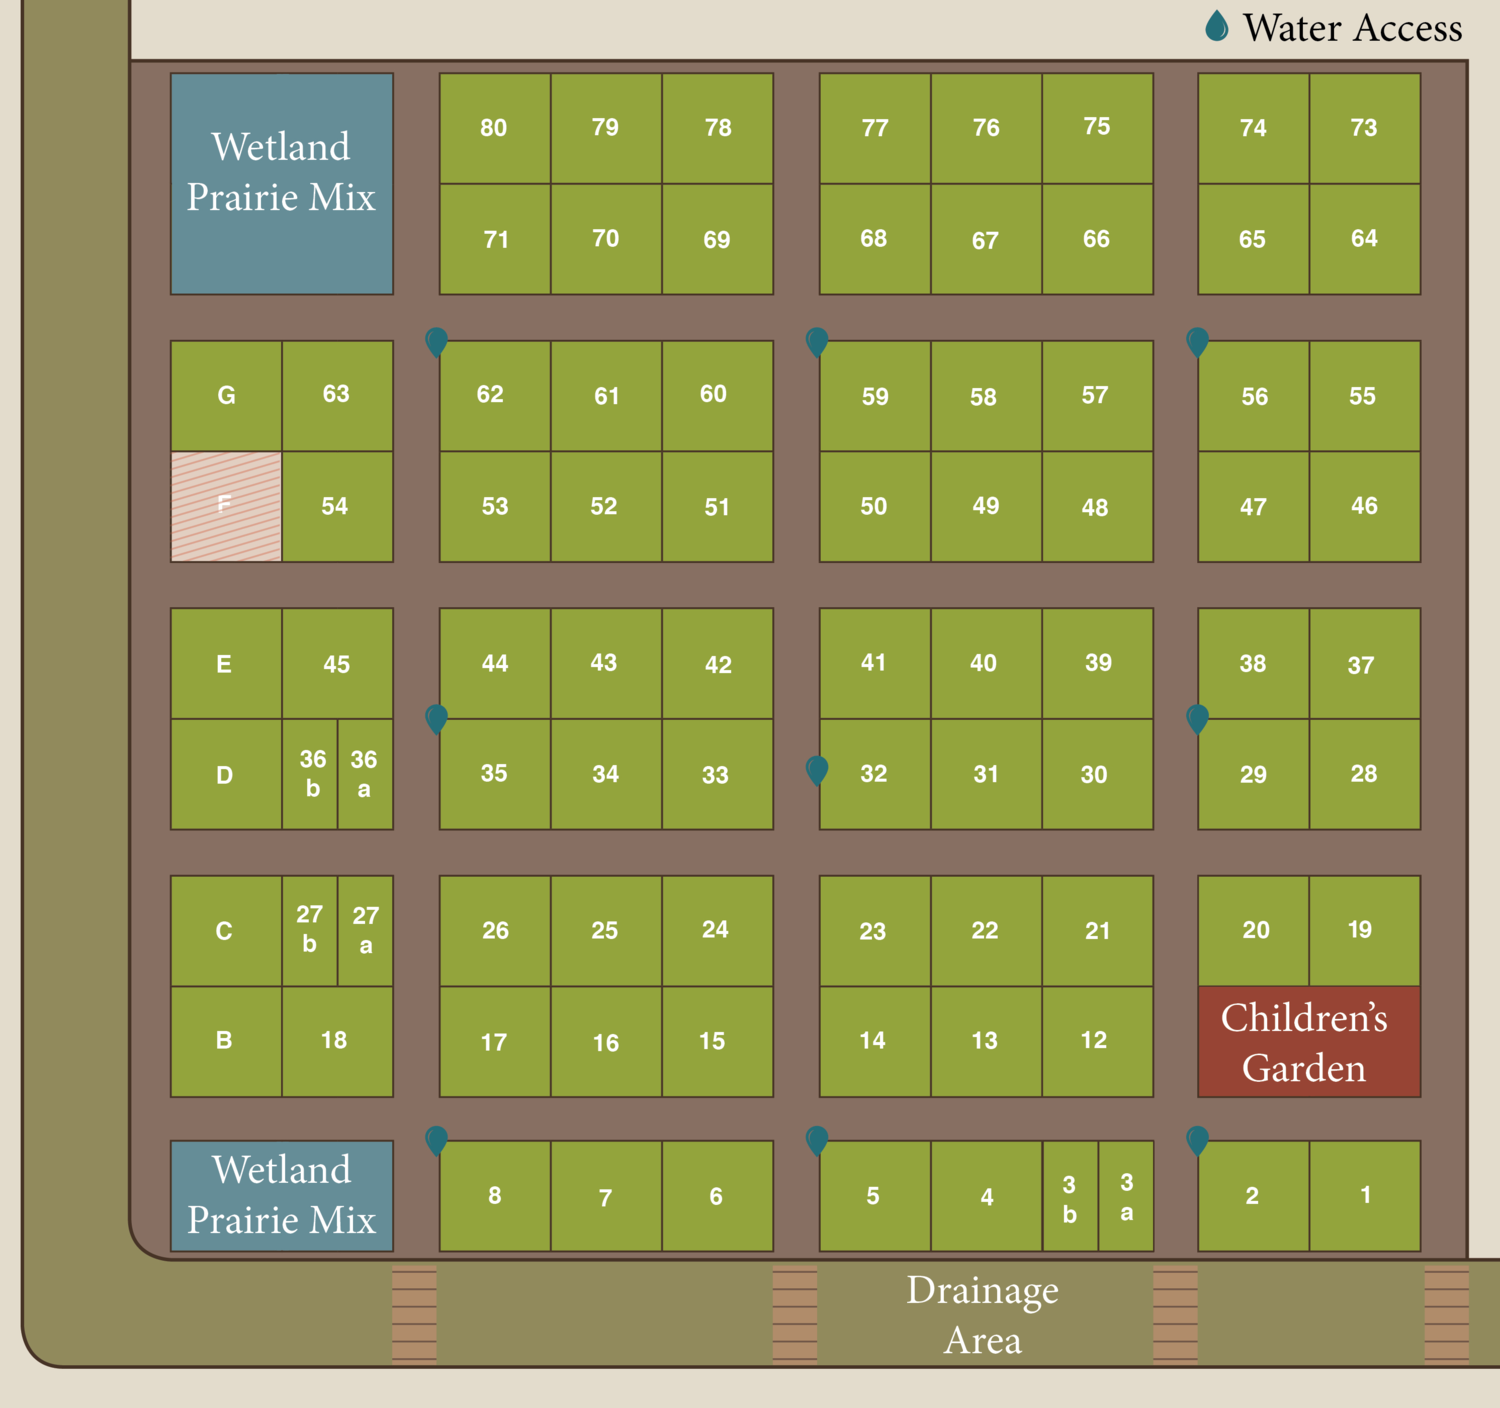 Water Access
Wetland
Prairie Mix
80 79 78 77 76 75 74 73
71 70 69 68 67 66 65 64
G 63 62 61 60 59 58 57 56 55
F 54 53 52 51 50 49 48 47 46
E 45 44 43 42 41 40 39 38 37
D 36 b 36 a 35 34 33 32 31 30 29 28
C 27 b 27 a 26 25 24 23 22 21 20 19
B 18 17 16 15 14 13 12
Children's
Garden
Wetland
Prairie Mix
8 7 6 5 4 3 b 3 a 2 1
Drainage
Area